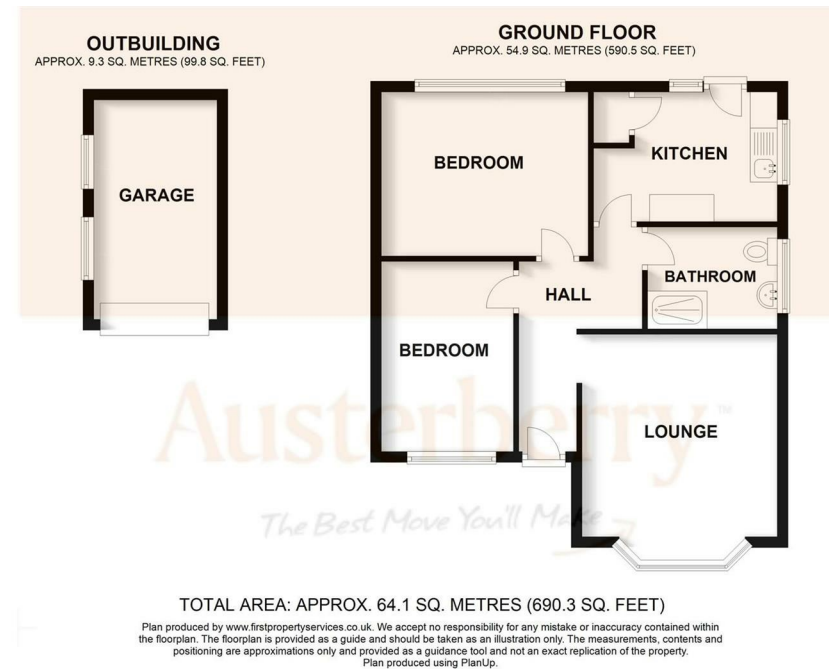 OUTBUILDING
APPROX. 9.3 SQ. METRES (99.8 SQ. FEET)
GROUND FLOOR
APPROX. 54.9 SQ. METRES (590.5 SQ. FEET)
GARAGE
BEDROOM
KITCHEN
BATHROOM
HALL
BEDROOM
LOUNGE
Austerberry™
The Best Move You'll Make
TOTAL AREA: APPROX. 64.1 SQ. METRES (690.3 SQ. FEET)
Plan produced by www.firstpropertyservices.co.uk. We accept no responsibility for any mistake or inaccuracy contained within
the floorplan. The floorplan is provided as a guide and should be taken as an illustration only. The measurements, contents and
positioning are approximations only and provided as a guidance tool and not an exact replication of the property.
Plan produced using PlanUp.